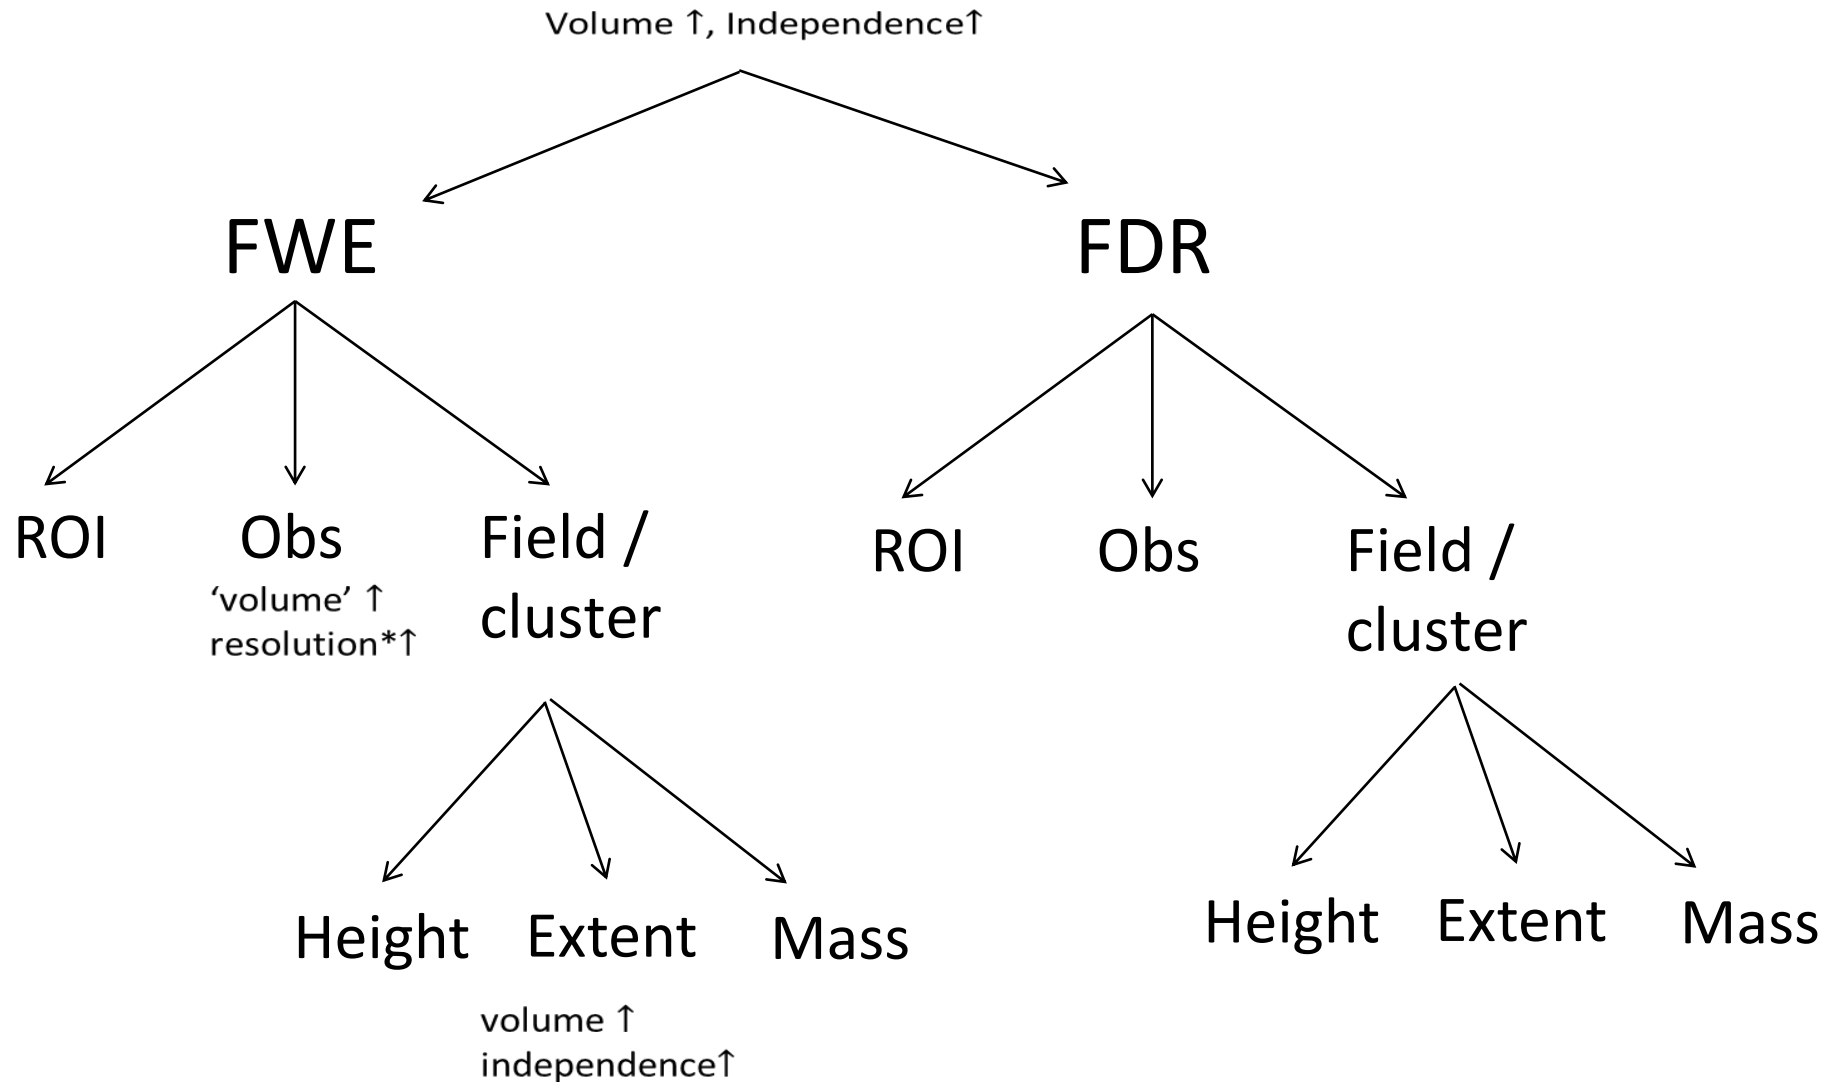 Volume ↑, Independence↑
FWE
FDR
ROI
Obs
‘volume’ ↑
resolution*↑
Field /
cluster
ROI
Obs
Field /
cluster
Height
Extent
Mass
volume ↑
independence↑
Height
Extent
Mass